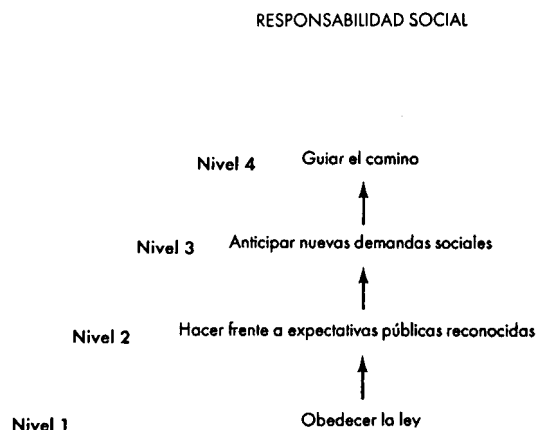 RESPONSABILIDAD SOCIAL
Nivel 4 Guiar el camino
Nivel 3 Anticipar nuevas demandas sociales
Nivel 2 Hacer frente a expectativas públicas reconocidas
Nivel 1 Obedecer la ley